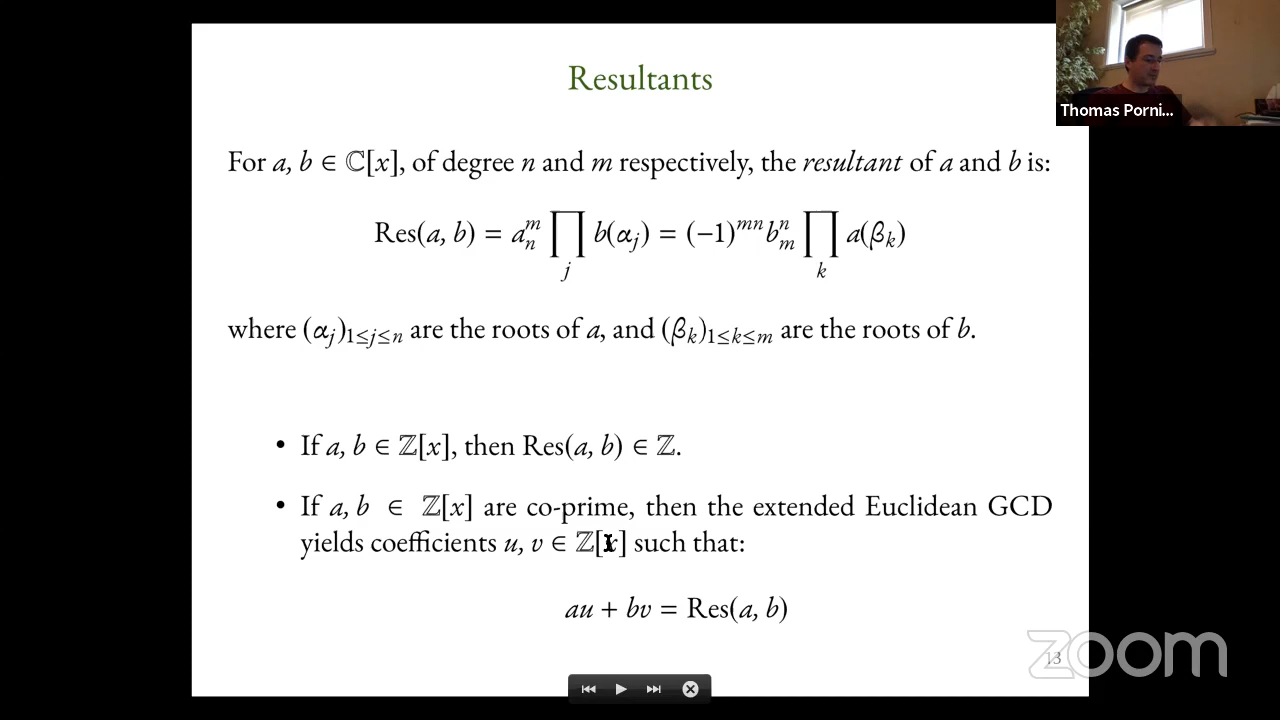 Resultants
Thomas Porni...
For a, b ∈ ℂ[x], of degree n and m respectively, the resultant of a and b is:
Res(a, b) = a_n^m ∏_j b(α_j) = (−1)^{mn} b_m^n ∏_k a(β_k)
where (α_j)_{1≤j≤n} are the roots of a, and (β_k)_{1≤k≤m} are the roots of b.
• If a, b ∈ ℤ[x], then Res(a, b) ∈ ℤ.
• If a, b ∈ ℤ[x] are co-prime, then the extended Euclidean GCD
yields coefficients u, v ∈ ℤ[x] such that:
au + bv = Res(a, b)
13
zoom